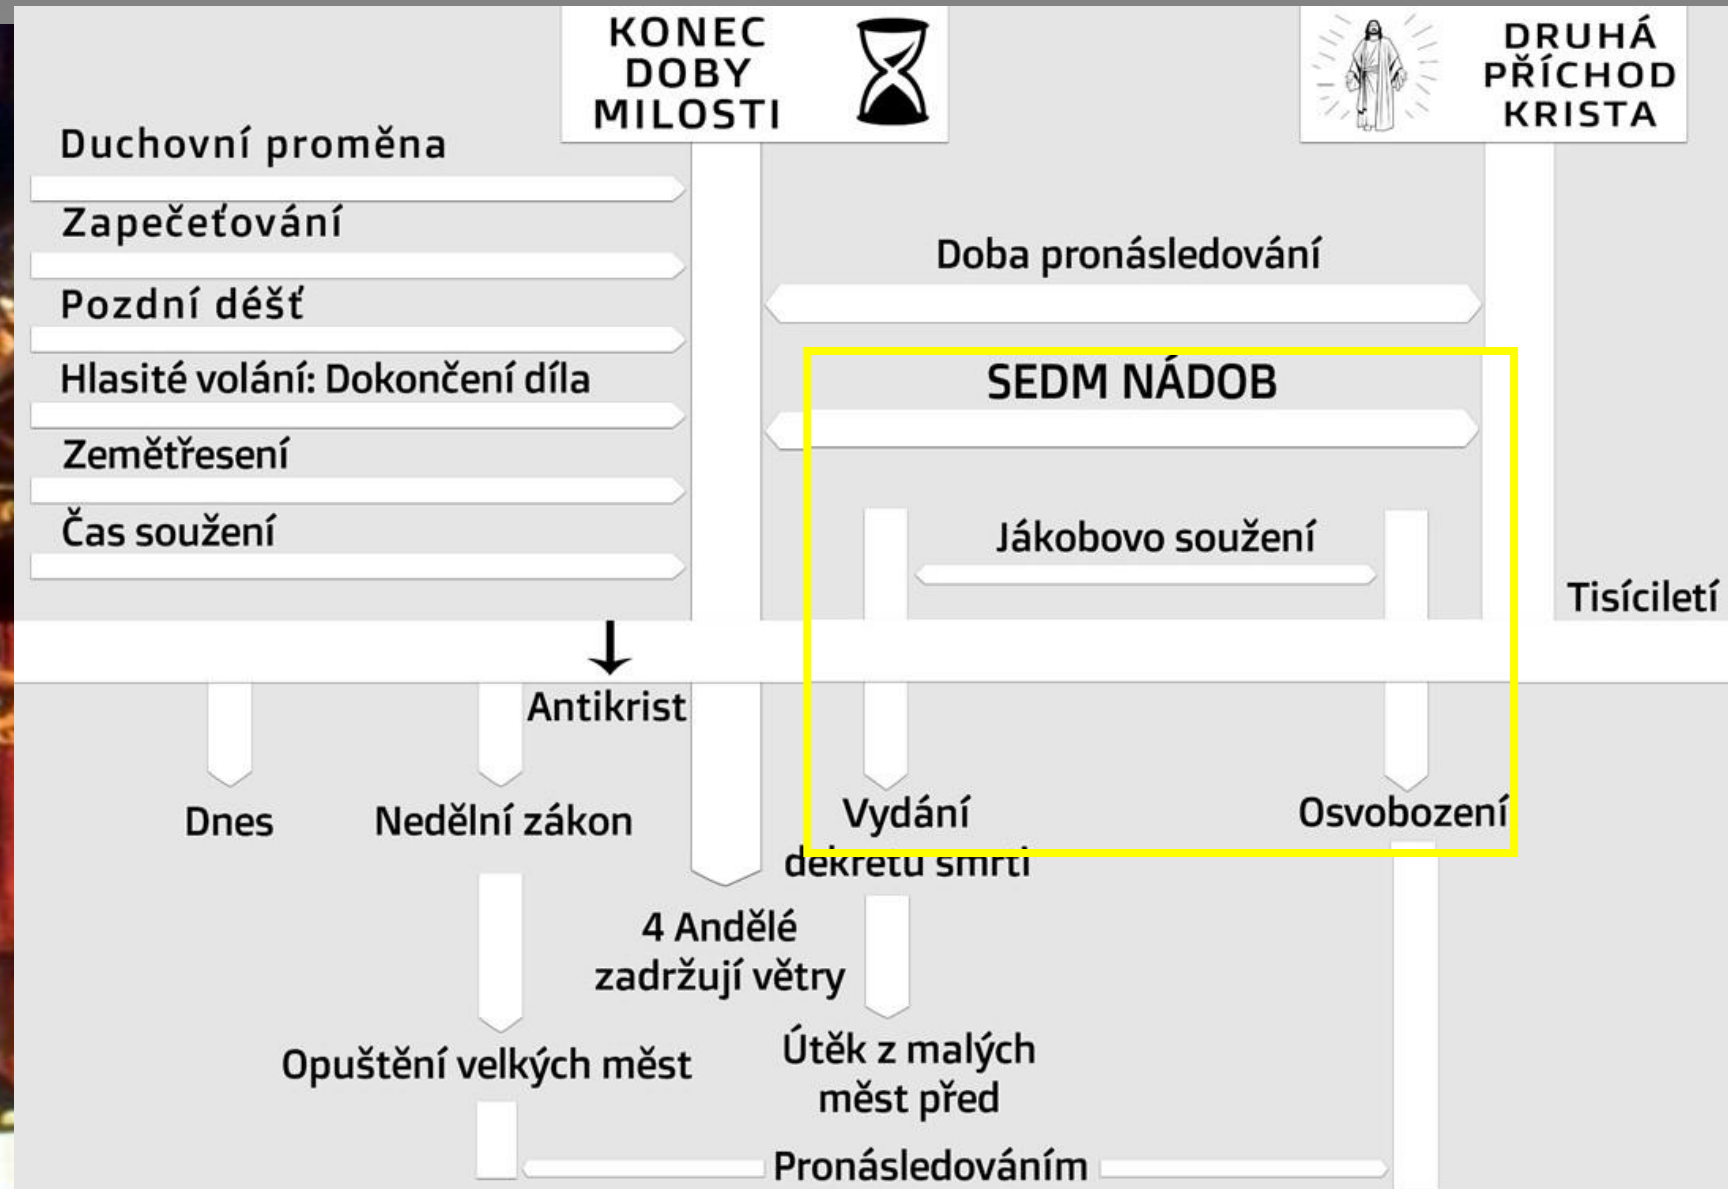 KONEC
DOBY
MILOSTI
DRUHÁ
PŘÍCHOD
KRISTA
Duchovní proměna
Zapečeťování
Pozdní déšť
Hlasité volání: Dokončení díla
Zemětřesení
Čas soužení
Doba pronásledování
SEDM NÁDOB
Jákobovo soužení
Tisíciletí
Antikrist
Dnes
Nedělní zákon
Vydání
dekretu smrti
Osvobození
4 Andělé
zadržují větry
Opuštění velkých měst
Útěk z malých
měst před
Pronásledováním